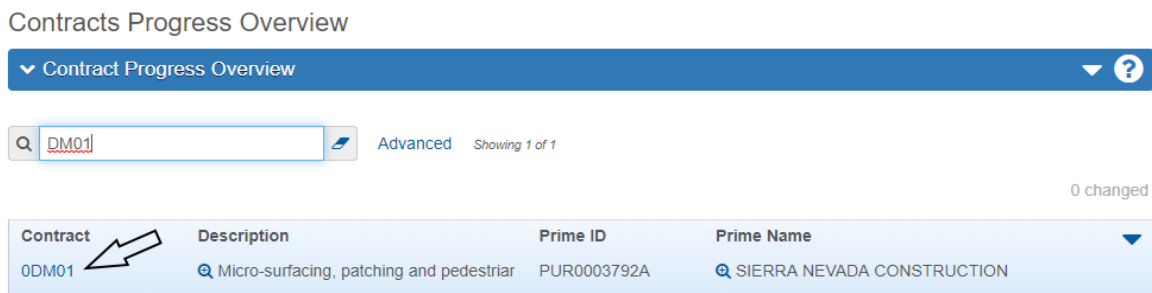 Contracts Progress Overview
Contract Progress Overview ?
DM01 Advanced Showing 1 of 1
0 changed
Contract Description Prime ID Prime Name
0DM01 Micro-surfacing, patching and pedestriar PUR0003792A SIERRA NEVADA CONSTRUCTION